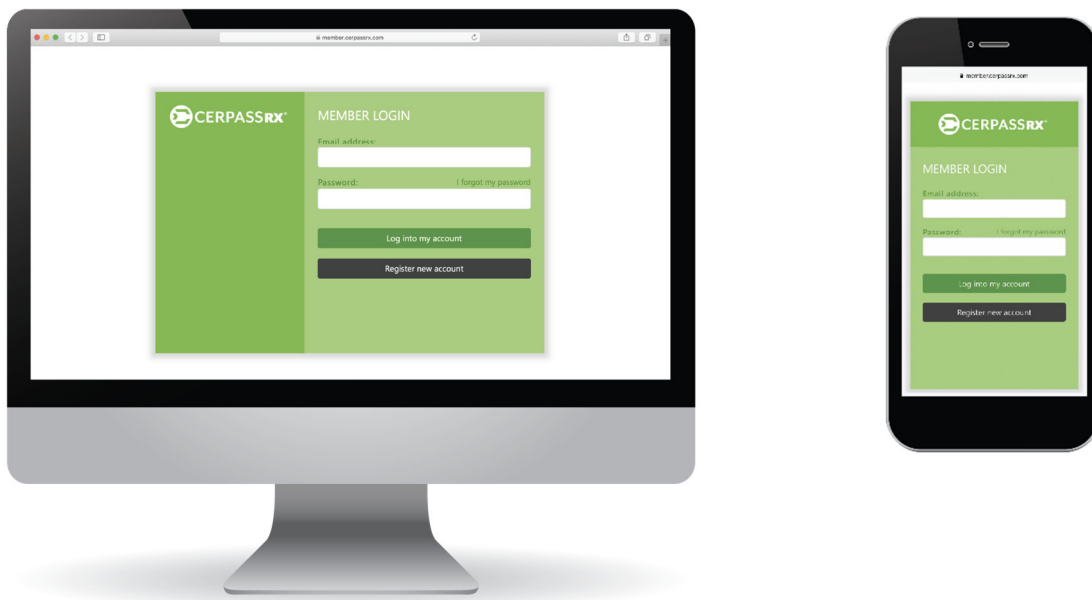 member.cerpassrx.com
CERPASSRX
MEMBER LOGIN
Email address:
Password:
I forgot my password
Log into my account
Register new account
member.cerpassrx.com
CERPASSRX
MEMBER LOGIN
Email address:
Password:
I forgot my password
Log into my account
Register new account